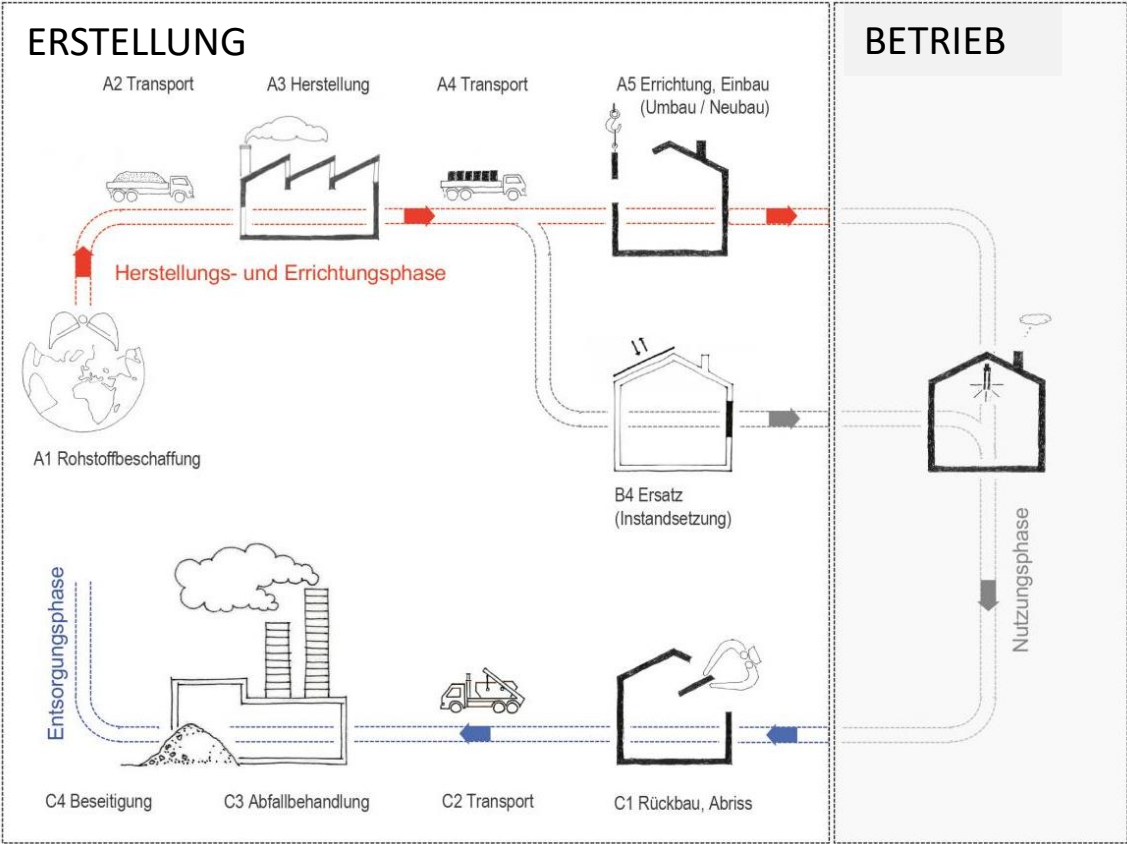 ERSTELLUNG
BETRIEB
A2 Transport
A3 Herstellung
A4 Transport
A5 Errichtung, Einbau
(Umbau / Neubau)
Herstellungs- und Errichtungsphase
A1 Rohstoffbeschaffung
B4 Ersatz
(Instandsetzung)
Nutzungsphase
Entsorgungsphase
C4 Beseitigung
C3 Abfallbehandlung
C2 Transport
C1 Rückbau, Abriss